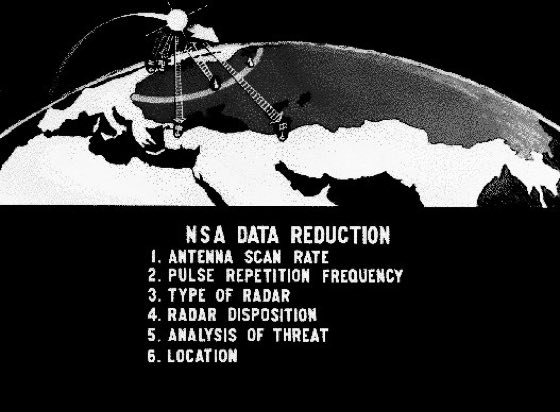 NSA DATA REDUCTION
1. ANTENNA SCAN RATE
2. PULSE REPETITION FREQUENCY
3. TYPE OF RADAR
4. RADAR DISPOSITION
5. ANALYSIS OF THREAT
6. LOCATION